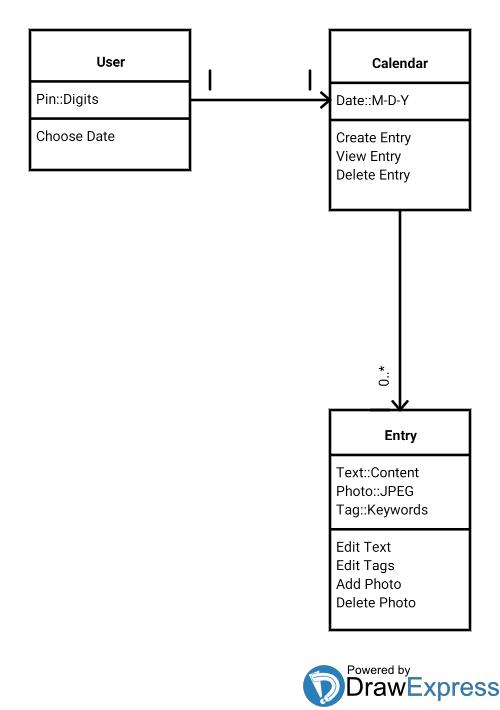 User
Pin::Digits
Choose Date
| |
Calendar
Date::M-D-Y
Create Entry
View Entry
Delete Entry
0..*
Entry
Text::Content
Photo::JPEG
Tag::Keywords
Edit Text
Edit Tags
Add Photo
Delete Photo
Powered by
DrawExpress